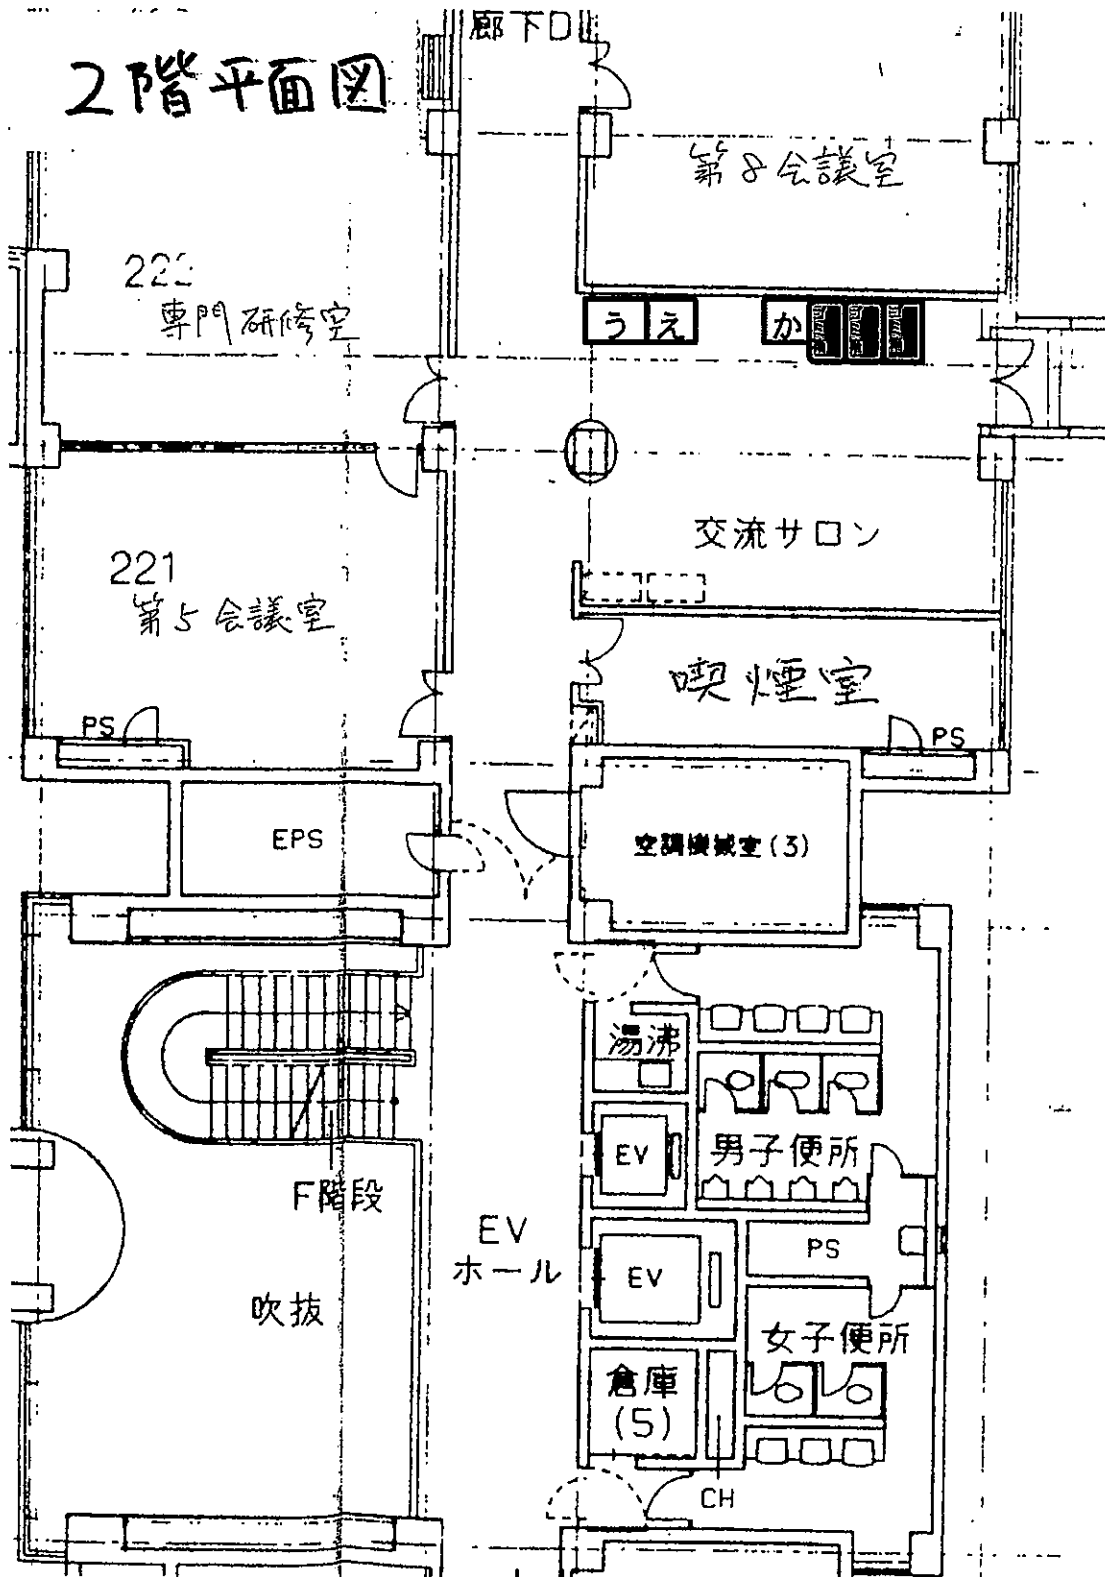 廊下D
2階平面図
第8会議室
222
専門研修室
う
え
か
交流サロン
221
第5会議室
喫煙室
PS
PS
EPS
空調機械室(3)
湯沸
EV
男子便所
F階段
EV
ホール
PS
EV
吹抜
女子便所
倉庫
(5)
CH